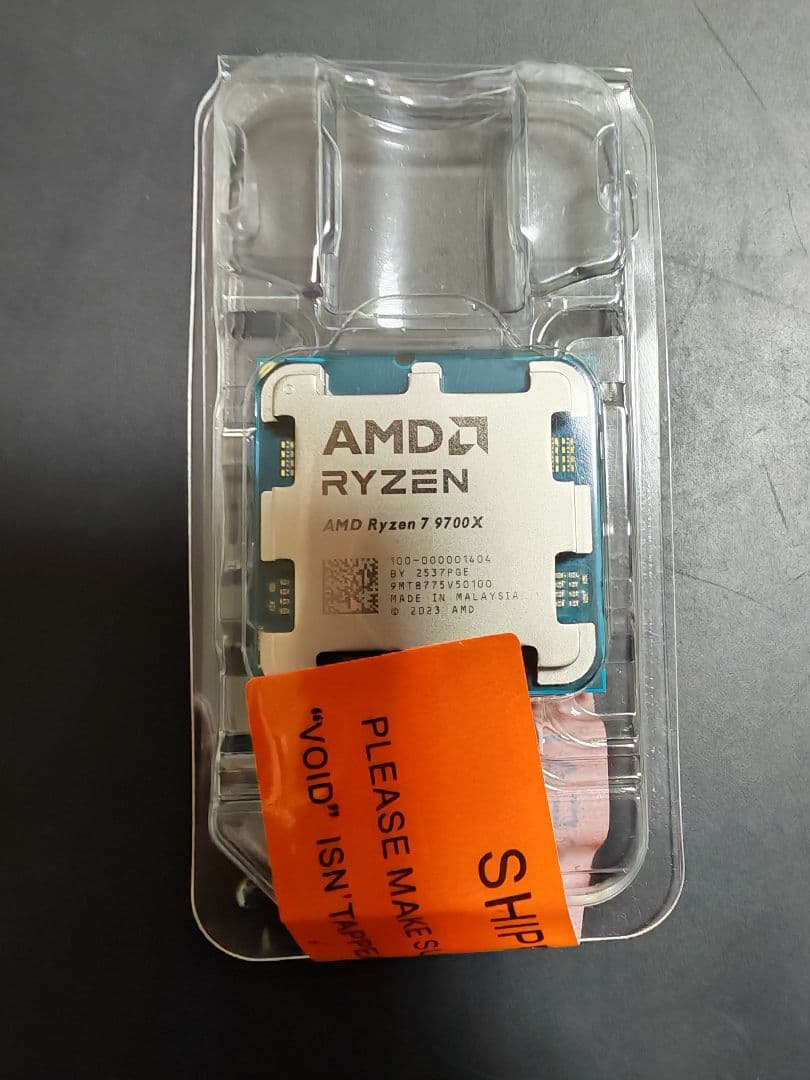 AMD
RYZEN
AMD Ryzen 7 9700X
100-000001404
BY 2537PGE
9MT8775V50100
MADE IN MALAYSIA
© 2023 AMD
SHIP
PLEASE MAKE
"VOID" ISN'T